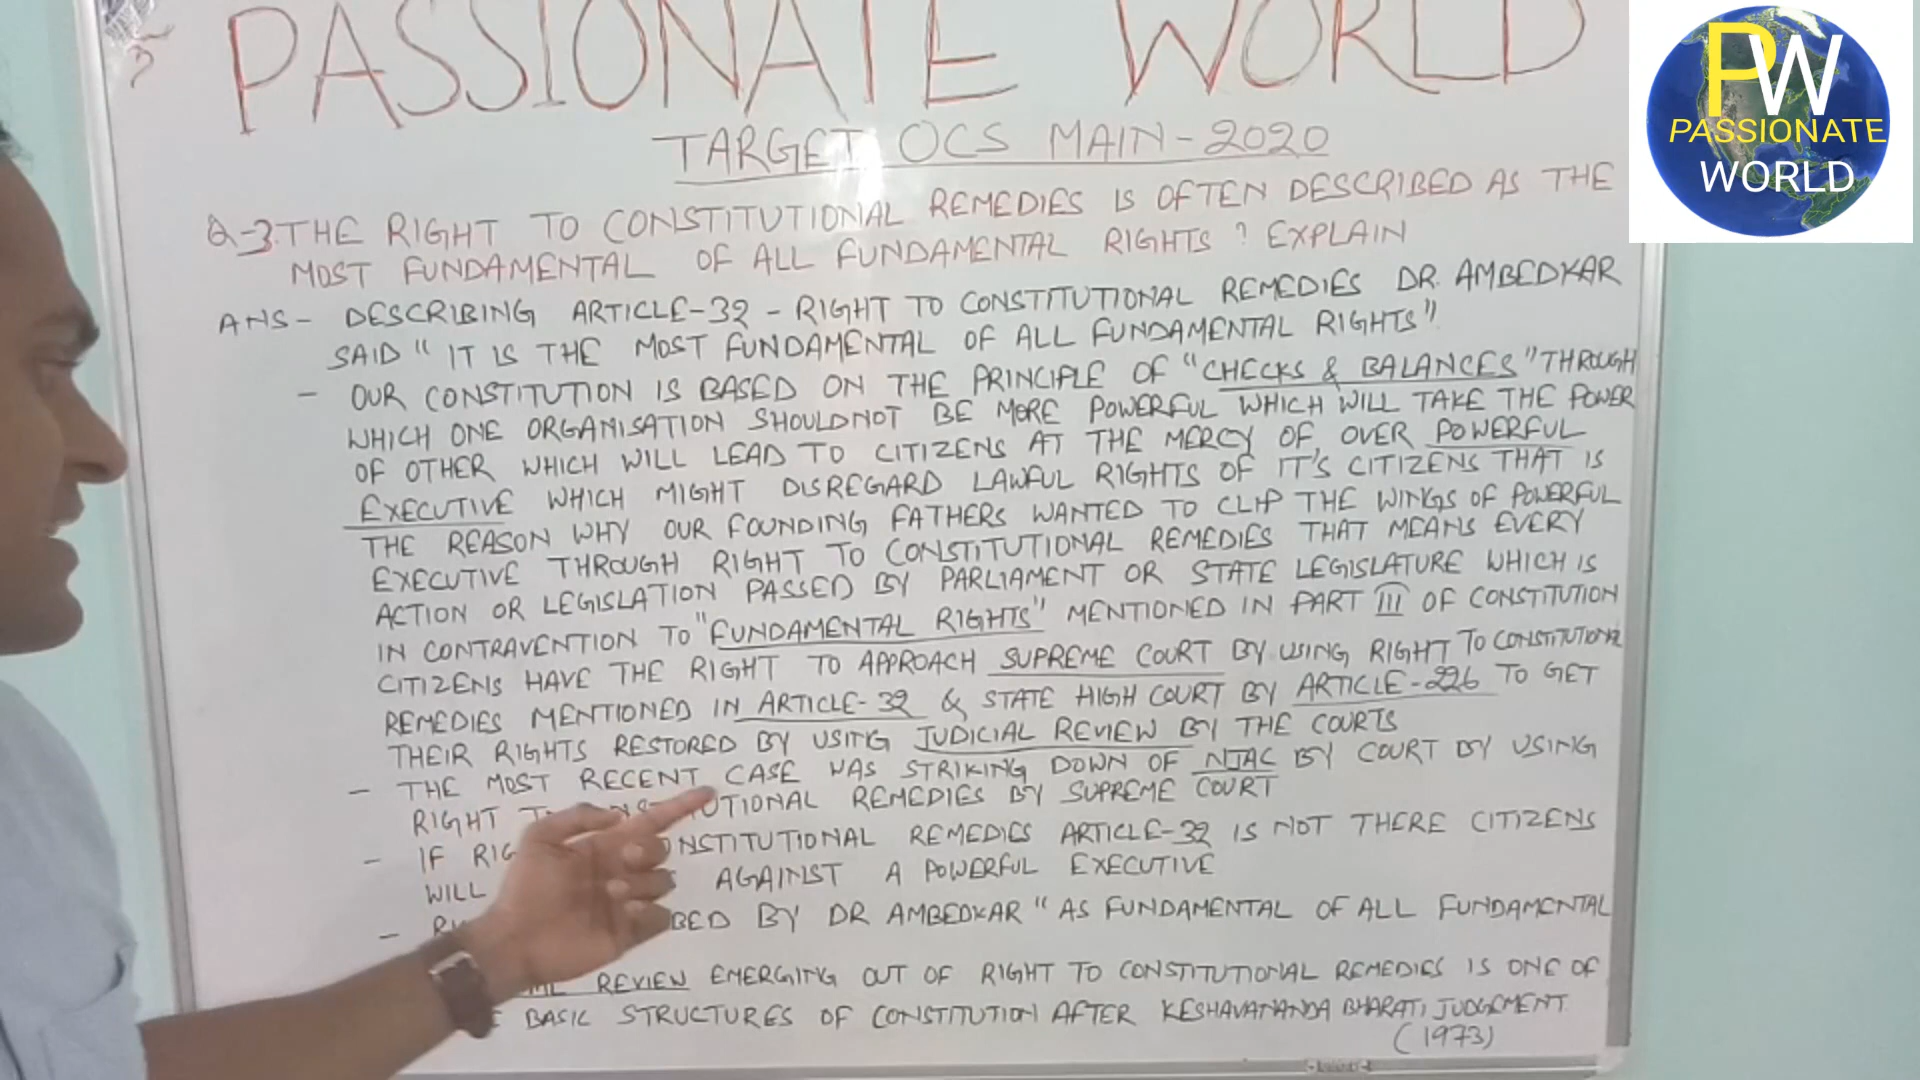 PASSIONATE WORLD
PW
PASSIONATE
WORLD
TARGET OCS MAIN-2020
Q-3. THE RIGHT TO CONSTITUTIONAL REMEDIES IS OFTEN DESCRIBED AS THE
MOST FUNDAMENTAL OF ALL FUNDAMENTAL RIGHTS? EXPLAIN
ANS- DESCRIBING ARTICLE-32 - RIGHT TO CONSTITUTIONAL REMEDIES DR. AMBEDKAR
SAID "IT IS THE MOST FUNDAMENTAL OF ALL FUNDAMENTAL RIGHTS".
- OUR CONSTITUTION IS BASED ON THE PRINCIPLE OF "CHECKS & BALANCES" THROUGH
WHICH ONE ORGANISATION SHOULDNOT BE MORE POWERFUL WHICH WILL TAKE THE POWER
OF OTHER WHICH WILL LEAD TO CITIZENS AT THE MERCY OF OVER POWERFUL
EXECUTIVE WHICH MIGHT DISREGARD LAWFUL RIGHTS OF IT'S CITIZENS THAT IS
THE REASON WHY OUR FOUNDING FATHERS WANTED TO CLIP THE WINGS OF POWERFUL
EXECUTIVE THROUGH RIGHT TO CONSTITUTIONAL REMEDIES THAT MEANS EVERY
ACTION OR LEGISLATION PASSED BY PARLIAMENT OR STATE LEGISLATURE WHICH IS
IN CONTRAVENTION TO "FUNDAMENTAL RIGHTS" MENTIONED IN PART III OF CONSTITUTION
CITIZENS HAVE THE RIGHT TO APPROACH SUPREME COURT BY USING RIGHT TO CONSTITUTIONAL
REMEDIES MENTIONED IN ARTICLE-32 & STATE HIGH COURT BY ARTICLE-226 TO GET
THEIR RIGHTS RESTORED BY USING JUDICIAL REVIEW BY THE COURTS
- THE MOST RECENT CASE WAS STRIKING DOWN OF NJAC BY COURT BY USING
RIGHT UTIONAL REMEDIES BY SUPREME COURT
- IF RIG NSTITUTIONAL REMEDIES ARTICLE-32 IS NOT THERE CITIZENS
WILL AGAINST A POWERFUL EXECUTIVE
- BED BY DR AMBEDKAR "AS FUNDAMENTAL OF ALL FUNDAMENTAL
REVIEW EMERGING OUT OF RIGHT TO CONSTITUTIONAL REMEDIES IS ONE OF
BASIC STRUCTURES OF CONSTITUTION AFTER KESHAVANANDA BHARATI JUDGEMENT
(1973)